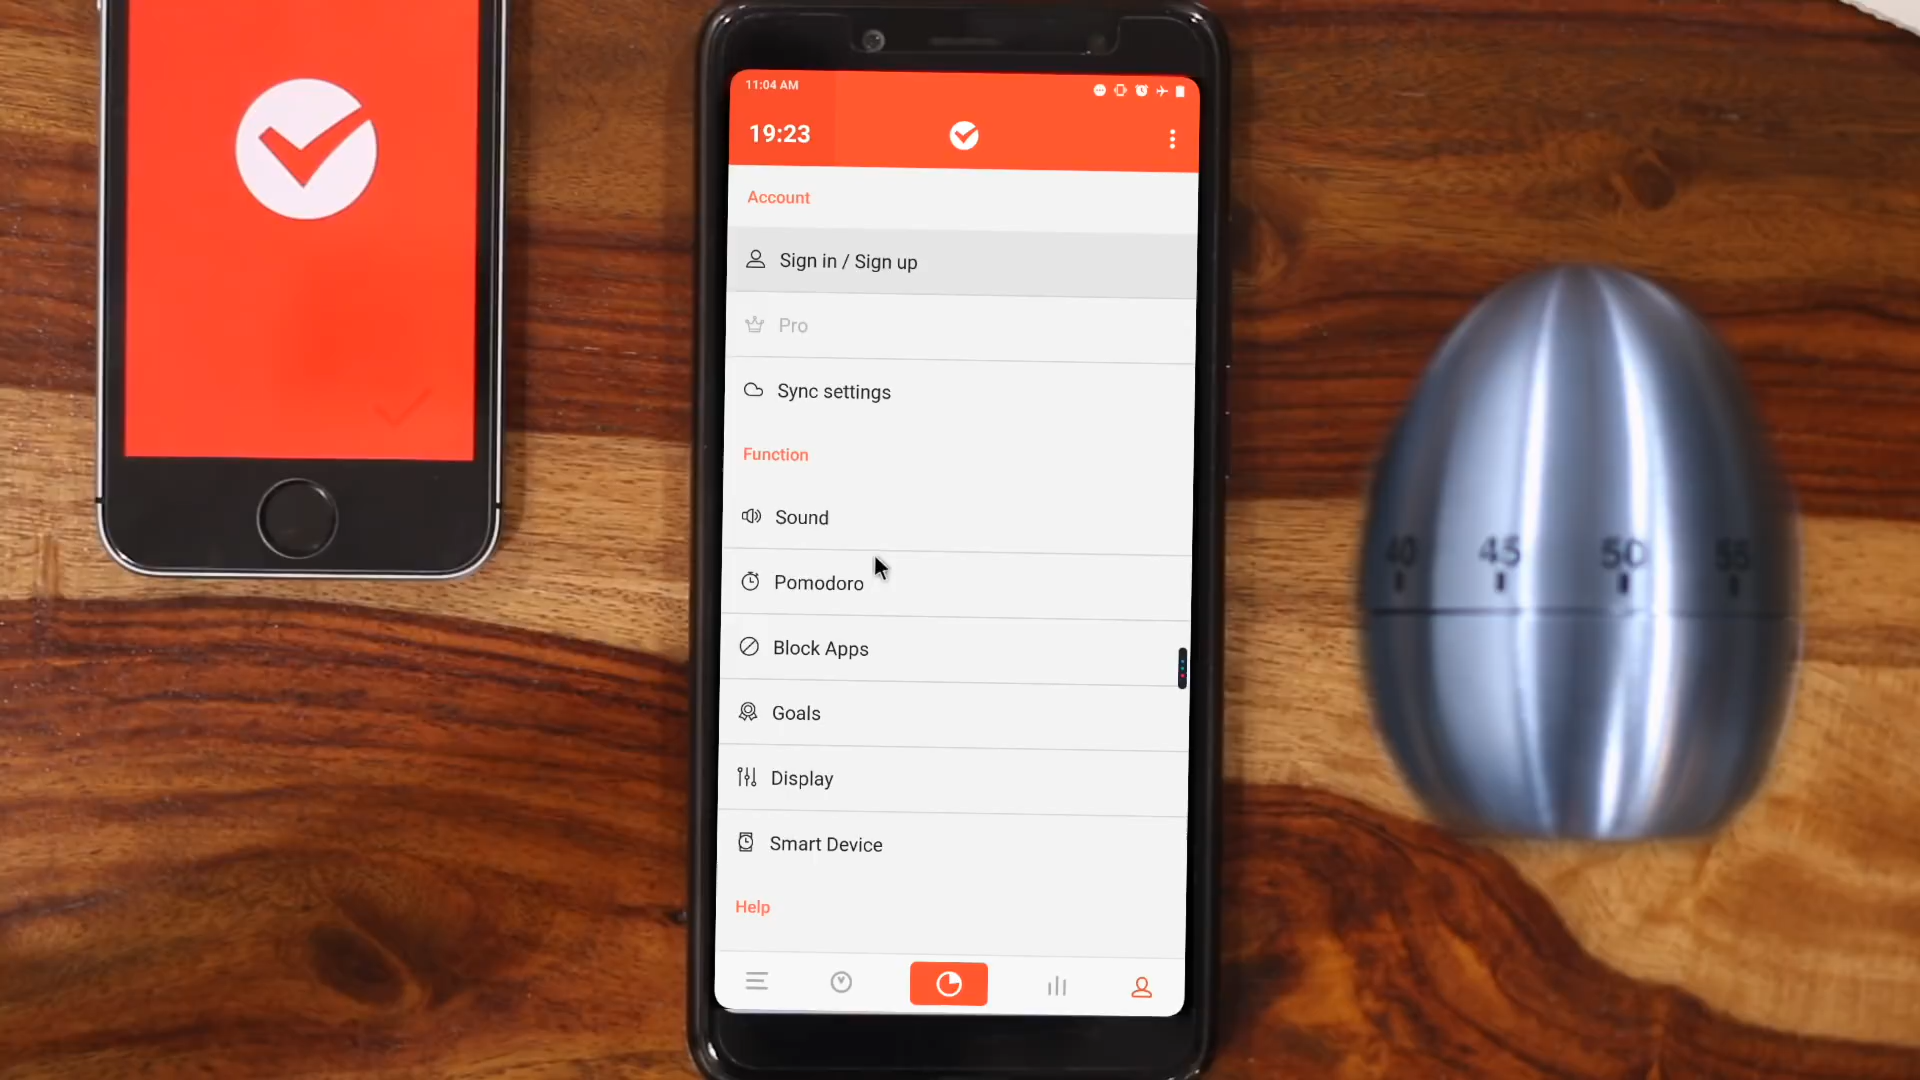 11:04 AM
19:23
Account
Sign in / Sign up
Pro
Sync settings
Function
Sound
Pomodoro
Block Apps
Goals
Display
Smart Device
Help
40 45 50 55